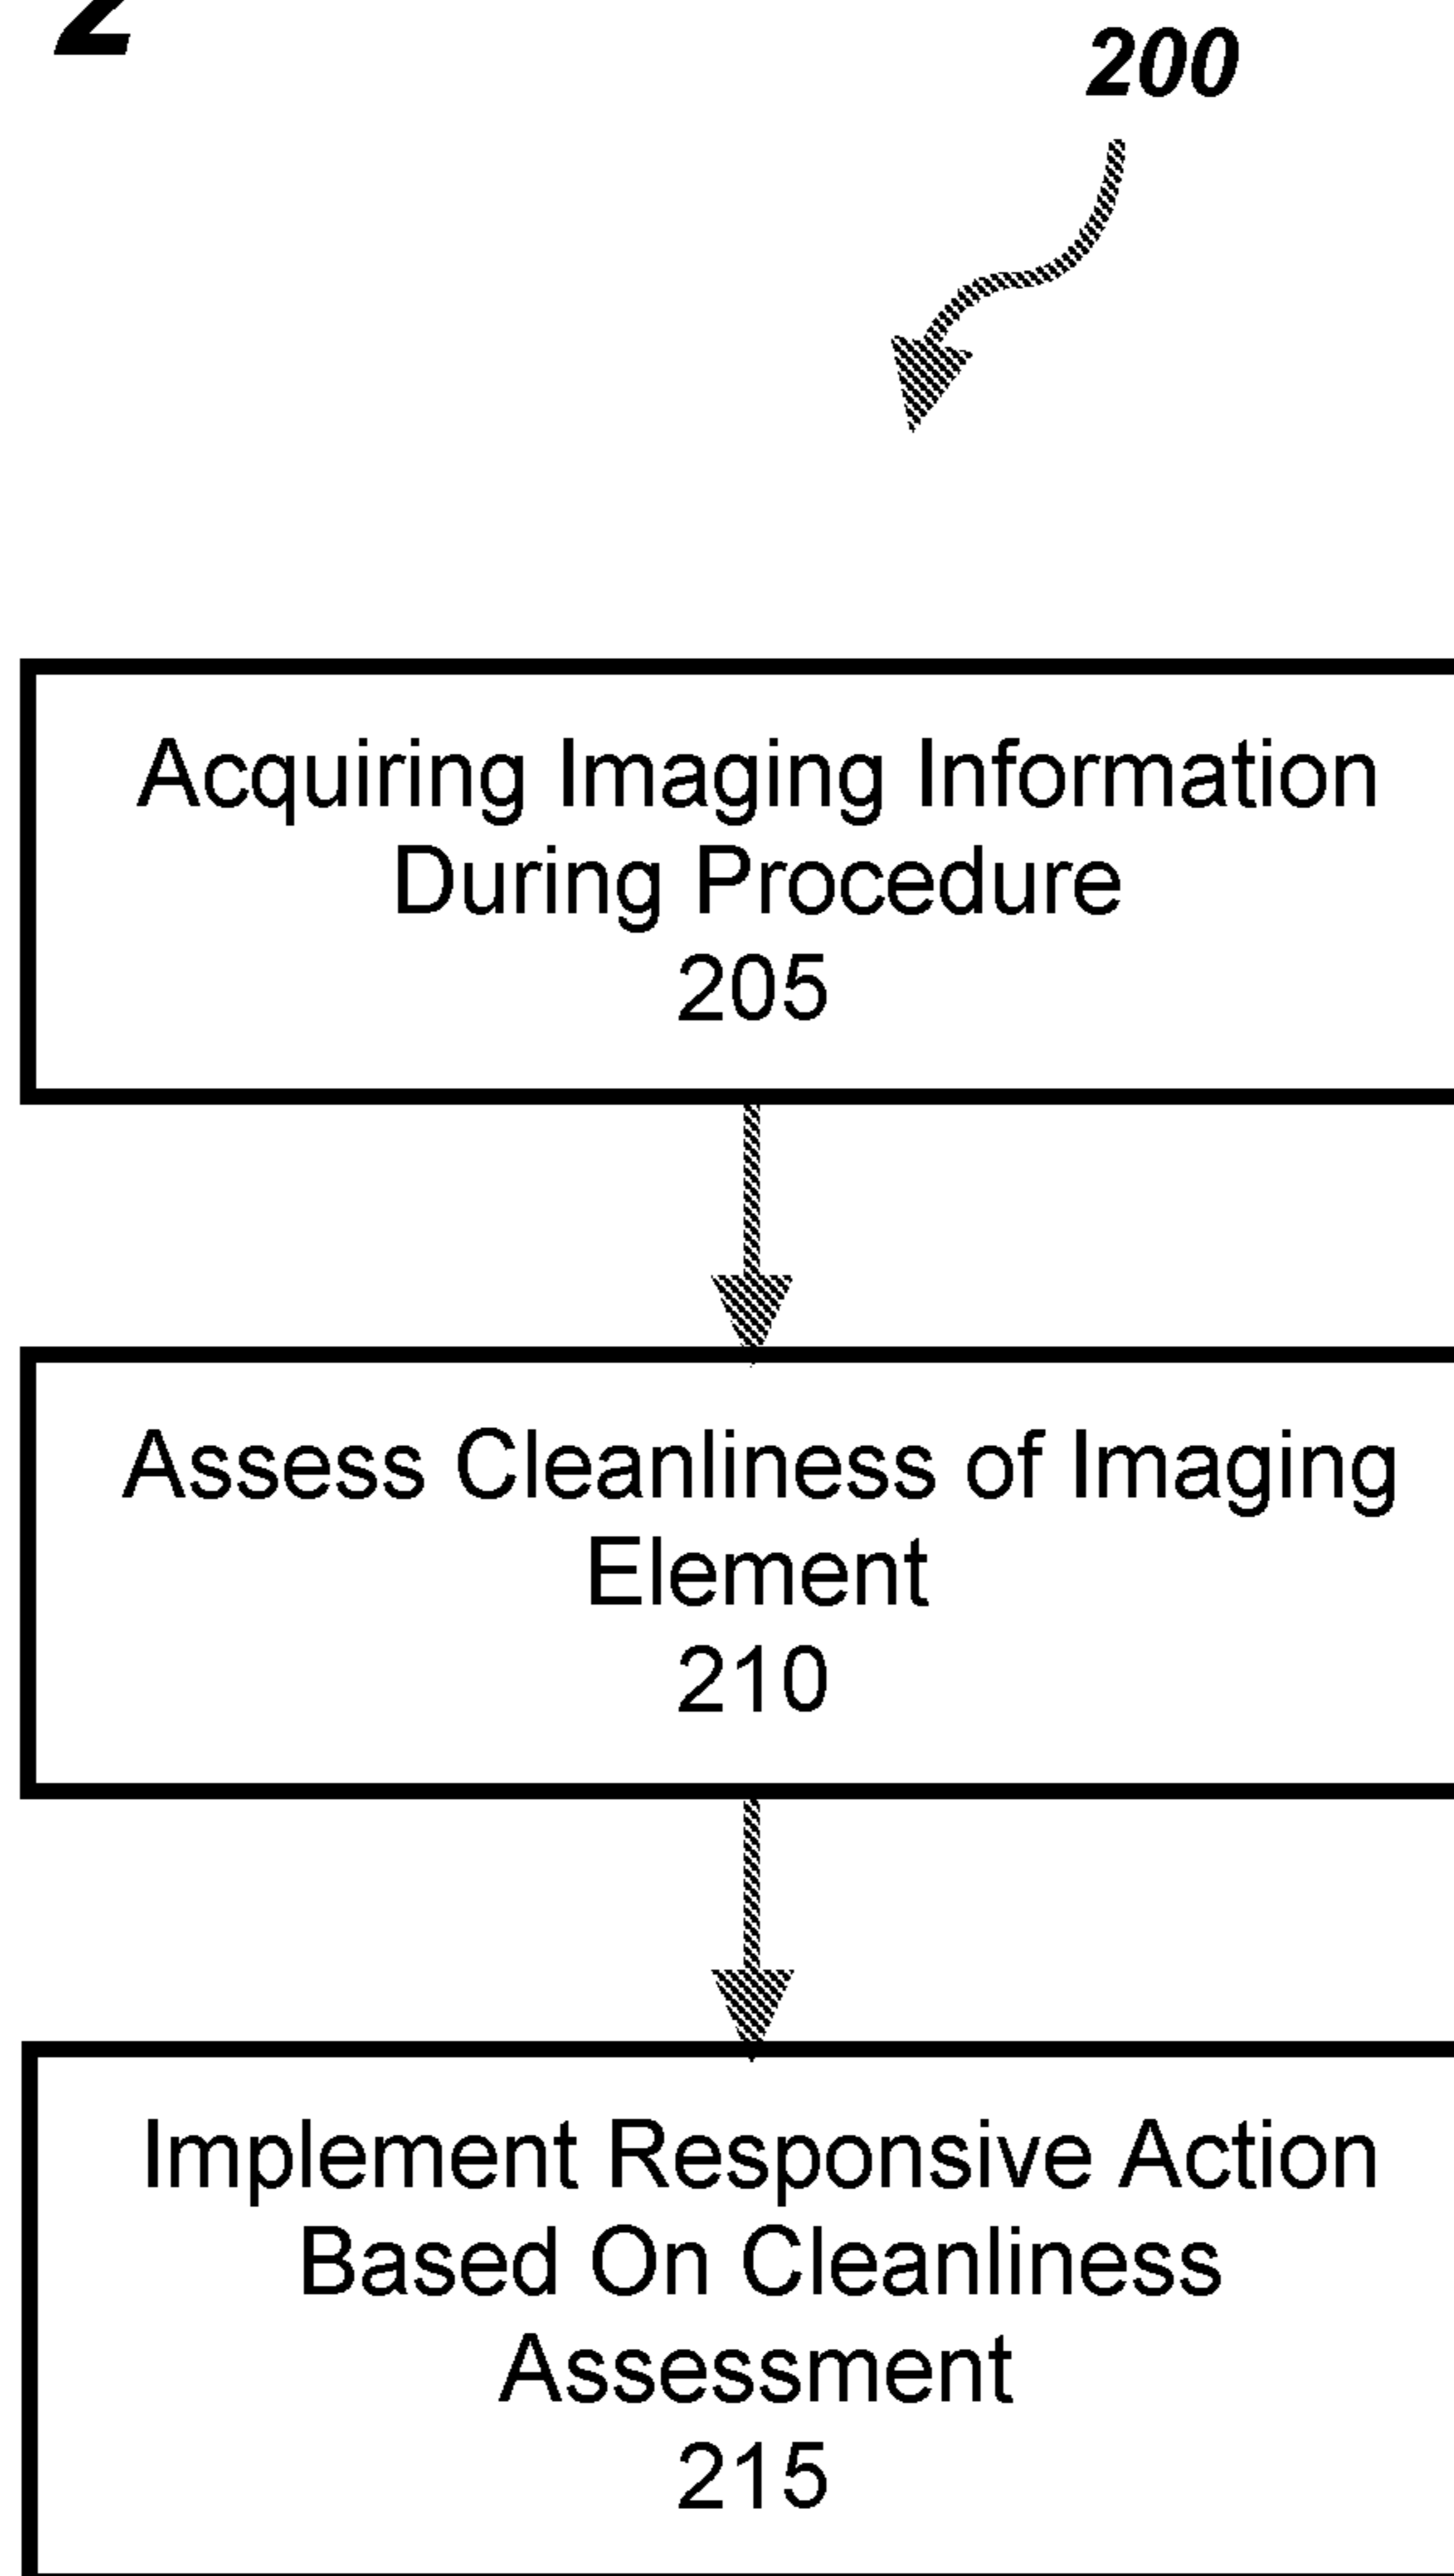 2
200
Acquiring Imaging Information
During Procedure
205
Assess Cleanliness of Imaging
Element
210
Implement Responsive Action
Based On Cleanliness
Assessment
215